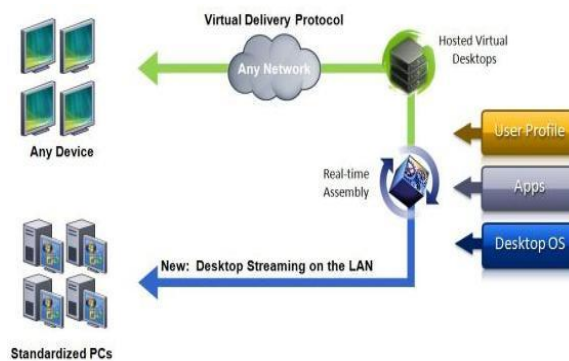 Virtual Delivery Protocol
Any Network
Hosted Virtual
Desktops
Any Device
User Profile
Real-time
Assembly
Apps
Desktop OS
New: Desktop Streaming on the LAN
Standardized PCs